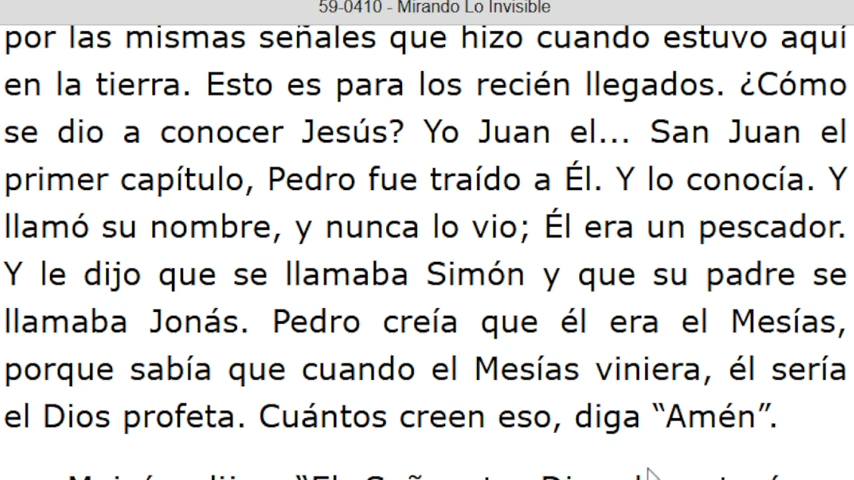 59-0410 - Mirando Lo Invisible
por las mismas señales que hizo cuando estuvo aquí
en la tierra. Esto es para los recién llegados. ¿Cómo
se dio a conocer Jesús? Yo Juan el... San Juan el
primer capítulo, Pedro fue traído a Él. Y lo conocía. Y
llamó su nombre, y nunca lo vio; Él era un pescador.
Y le dijo que se llamaba Simón y que su padre se
llamaba Jonás. Pedro creía que él era el Mesías,
porque sabía que cuando el Mesías viniera, él sería
el Dios profeta. Cuántos creen eso, diga “Amén”.